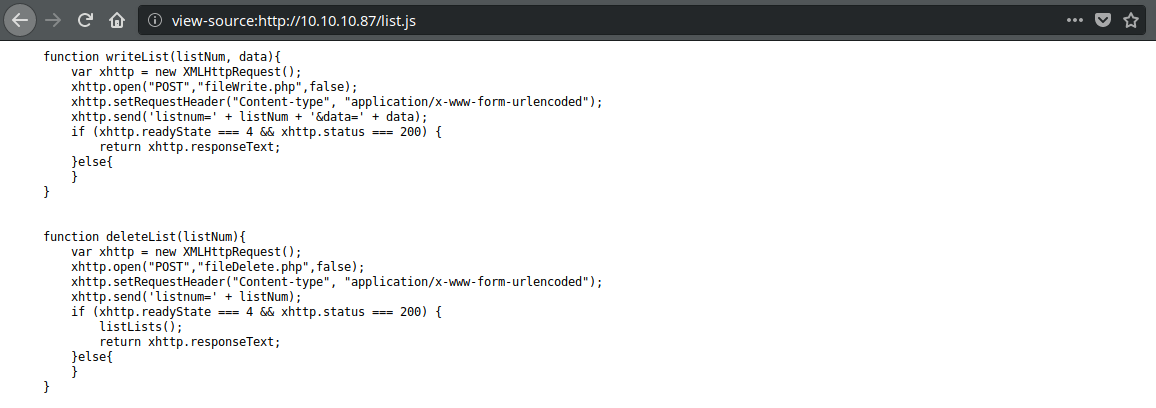 view-source:http://10.10.10.87/list.js
function writeList(listNum, data){
    var xhttp = new XMLHttpRequest();
    xhttp.open("POST","fileWrite.php",false);
    xhttp.setRequestHeader("Content-type", "application/x-www-form-urlencoded");
    xhttp.send('listnum=' + listNum + '&data=' + data);
    if (xhttp.readyState === 4 && xhttp.status === 200) {
        return xhttp.responseText;
    }else{
    }
}
function deleteList(listNum){
    var xhttp = new XMLHttpRequest();
    xhttp.open("POST","fileDelete.php",false);
    xhttp.setRequestHeader("Content-type", "application/x-www-form-urlencoded");
    xhttp.send('listnum=' + listNum);
    if (xhttp.readyState === 4 && xhttp.status === 200) {
        listLists();
        return xhttp.responseText;
    }else{
    }
}